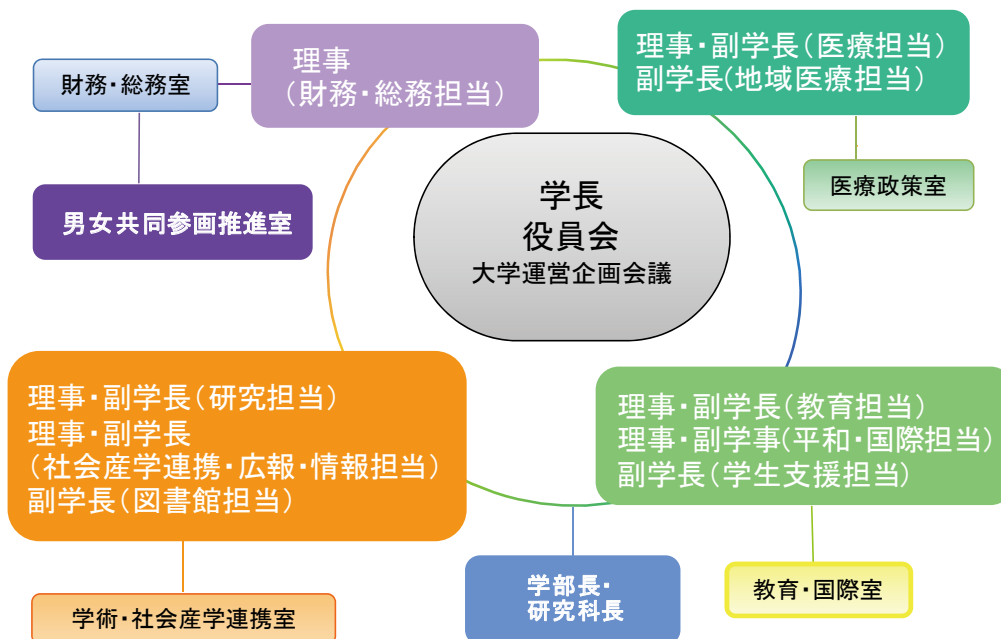 理事
（財務・総務担当）
理事・副学長（医療担当）
副学長(地域医療担当）
財務・総務室
医療政策室
男女共同参画推進室
学長
役員会
大学運営企画会議
理事・副学長（研究担当）
理事・副学長
（社会産学連携・広報・情報担当）
副学長（図書館担当）
理事・副学長（教育担当）
理事・副学事(平和・国際担当）
副学長（学生支援担当）
学部長・
研究科長
教育・国際室
学術・社会産学連携室